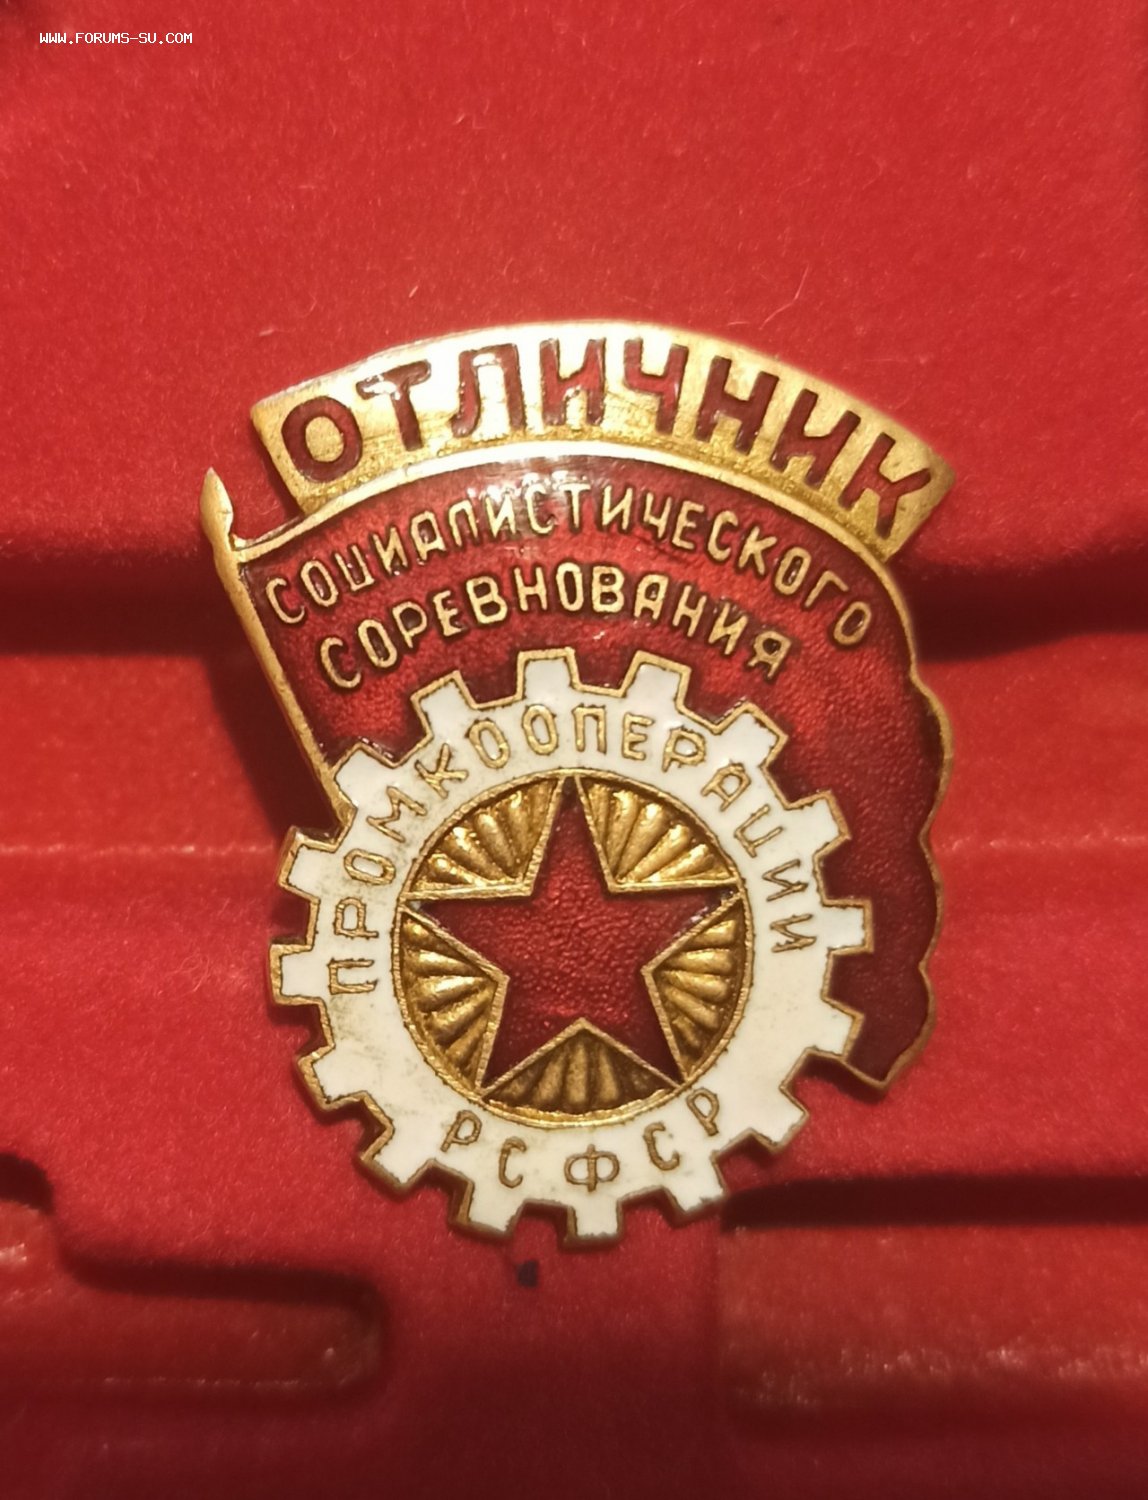 WWW.FORUMS-SU.COM
ОТЛИЧНИК
СОЦИАЛИСТИЧЕСКОГО
СОРЕВНОВАНИЯ
ПРОМКООПЕРАЦИИ
РСФСР